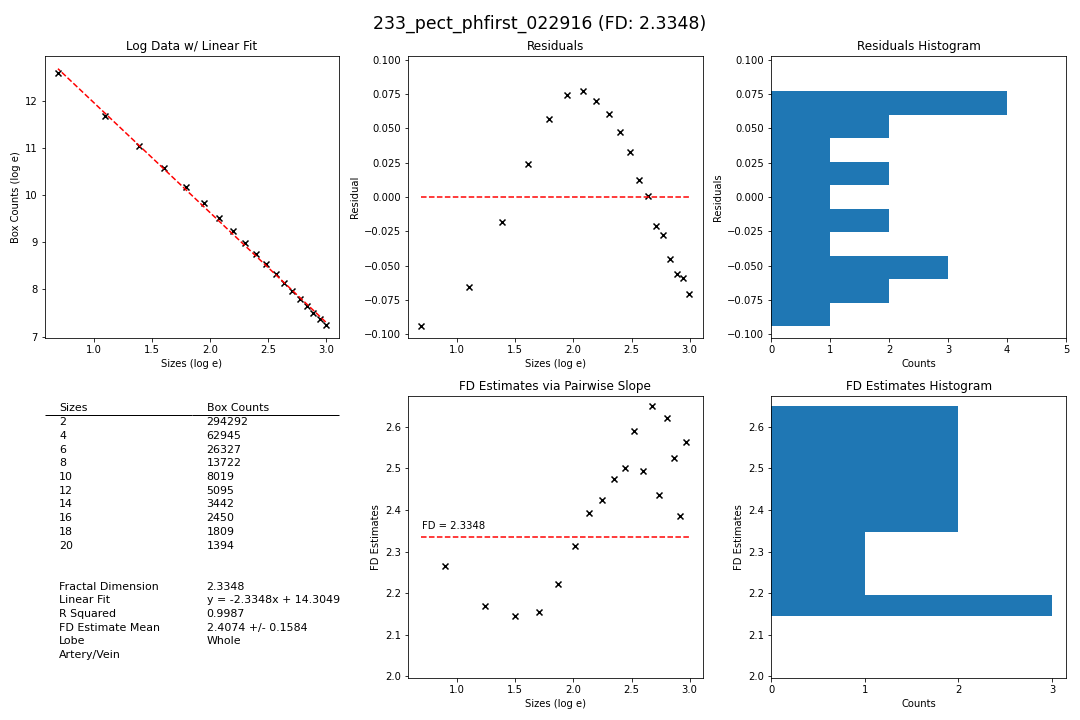 233_pect_phfirst_022916 (FD: 2.3348)
Log Data w/ Linear Fit
Box Counts (log e)
12
11
10
9
8
7
1.0 1.5 2.0 2.5 3.0
Sizes (log e)
Residuals
Residual
0.100
0.075
0.050
0.025
0.000
−0.025
−0.050
−0.075
−0.100
1.0 1.5 2.0 2.5 3.0
Sizes (log e)
Residuals Histogram
Residuals
0.100
0.075
0.050
0.025
0.000
−0.025
−0.050
−0.075
−0.100
0 1 2 3 4 5
Counts
Sizes Box Counts
2 294292
4 62945
6 26327
8 13722
10 8019
12 5095
14 3442
16 2450
18 1809
20 1394
Fractal Dimension 2.3348
Linear Fit y = -2.3348x + 14.3049
R Squared 0.9987
FD Estimate Mean 2.4074 +/- 0.1584
Lobe Whole
Artery/Vein
FD Estimates via Pairwise Slope
FD Estimates
2.6
2.5
2.4
2.3
2.2
2.1
2.0
FD = 2.3348
1.0 1.5 2.0 2.5 3.0
Sizes (log e)
FD Estimates Histogram
FD Estimates
2.6
2.5
2.4
2.3
2.2
2.1
2.0
0 1 2 3
Counts